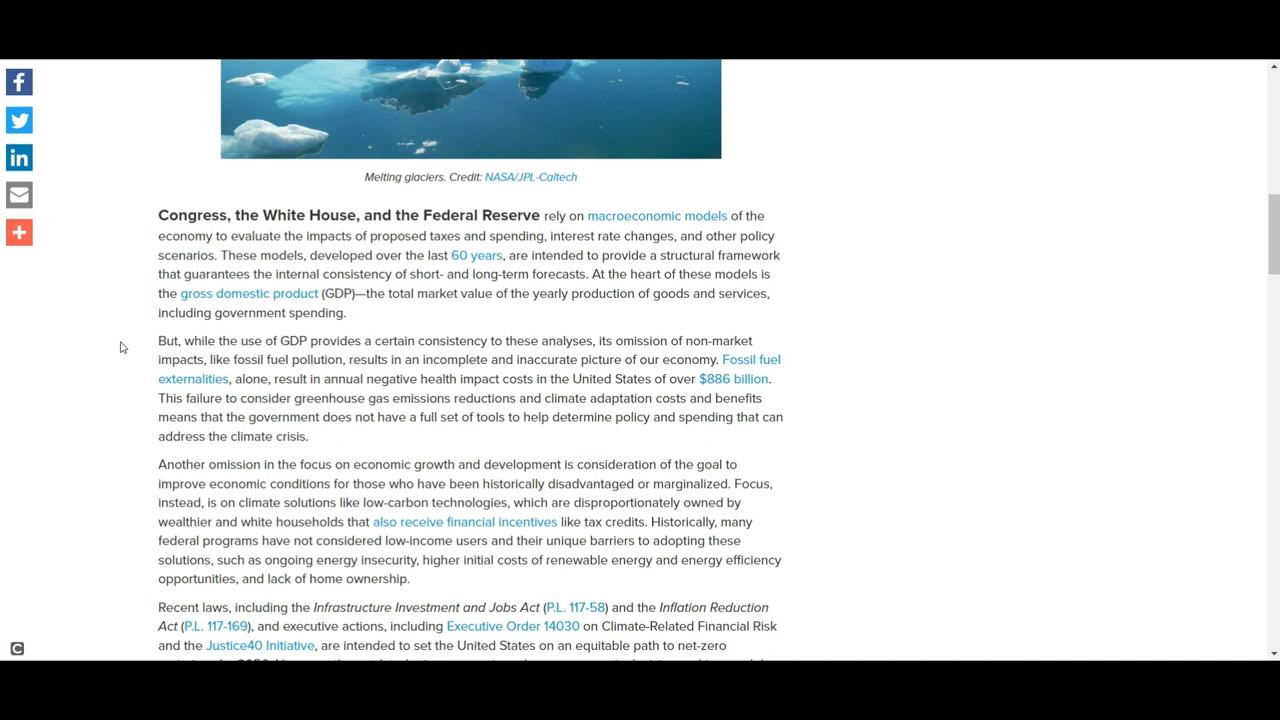 Melting glaciers. Credit: NASA/JPL-Caltech
Congress, the White House, and the Federal Reserve rely on macroeconomic models of the
economy to evaluate the impacts of proposed taxes and spending, interest rate changes, and other policy
scenarios. These models, developed over the last 60 years, are intended to provide a structural framework
that guarantees the internal consistency of short- and long-term forecasts. At the heart of these models is
the gross domestic product (GDP)—the total market value of the yearly production of goods and services,
including government spending.
But, while the use of GDP provides a certain consistency to these analyses, its omission of non-market
impacts, like fossil fuel pollution, results in an incomplete and inaccurate picture of our economy. Fossil fuel
externalities, alone, result in annual negative health impact costs in the United States of over $886 billion.
This failure to consider greenhouse gas emissions reductions and climate adaptation costs and benefits
means that the government does not have a full set of tools to help determine policy and spending that can
address the climate crisis.
Another omission in the focus on economic growth and development is consideration of the goal to
improve economic conditions for those who have been historically disadvantaged or marginalized. Focus,
instead, is on climate solutions like low-carbon technologies, which are disproportionately owned by
wealthier and white households that also receive financial incentives like tax credits. Historically, many
federal programs have not considered low-income users and their unique barriers to adopting these
solutions, such as ongoing energy insecurity, higher initial costs of renewable energy and energy efficiency
opportunities, and lack of home ownership.
Recent laws, including the Infrastructure Investment and Jobs Act (P.L. 117-58) and the Inflation Reduction
Act (P.L. 117-169), and executive actions, including Executive Order 14030 on Climate-Related Financial Risk
and the Justice40 Initiative, are intended to set the United States on an equitable path to net-zero